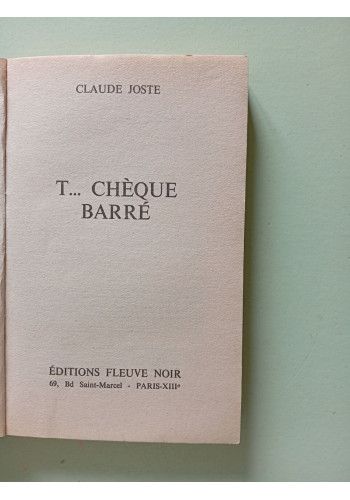 CLAUDE JOSTE
T... CHÈQUE
BARRÉ
ÉDITIONS FLEUVE NOIR
69, Bd Saint-Marcel - PARIS-XIIIᵉ